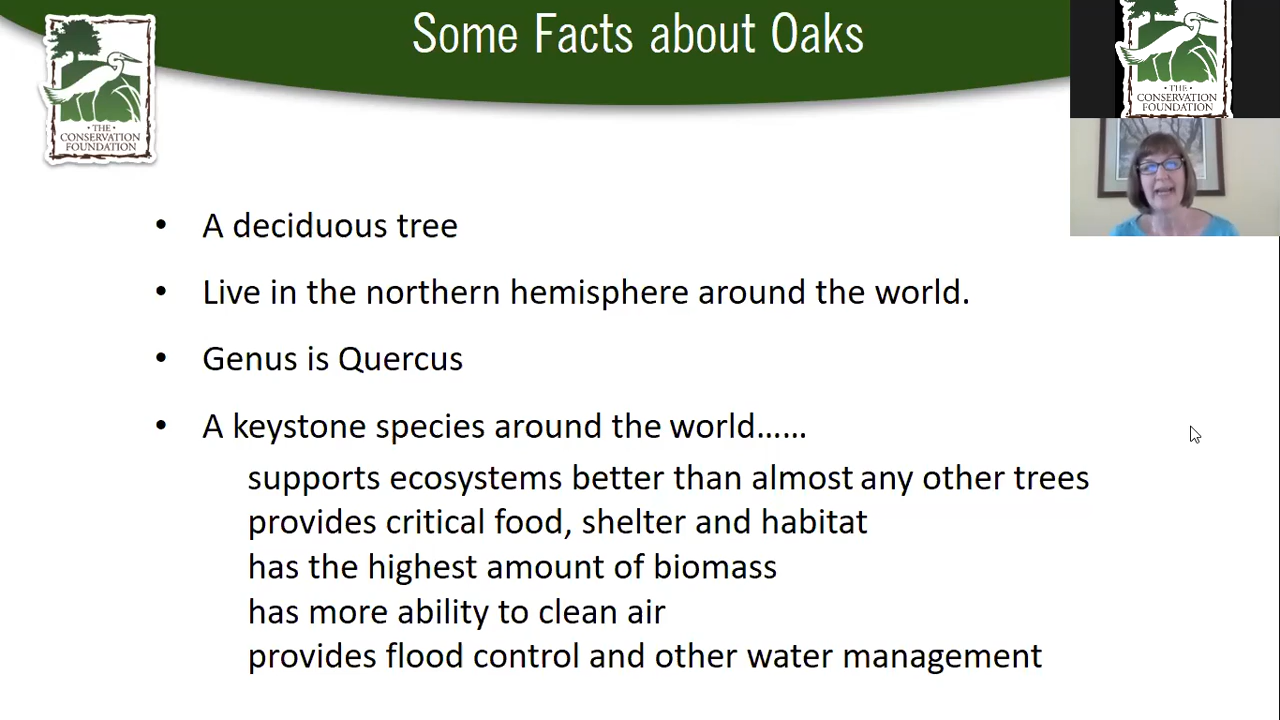 Some Facts about Oaks
· THE ·
CONSERVATION
FOUNDATION
· THE ·
CONSERVATION
FOUNDATION
• A deciduous tree
• Live in the northern hemisphere around the world.
• Genus is Quercus
• A keystone species around the world……
supports ecosystems better than almost any other trees
provides critical food, shelter and habitat
has the highest amount of biomass
has more ability to clean air
provides flood control and other water management